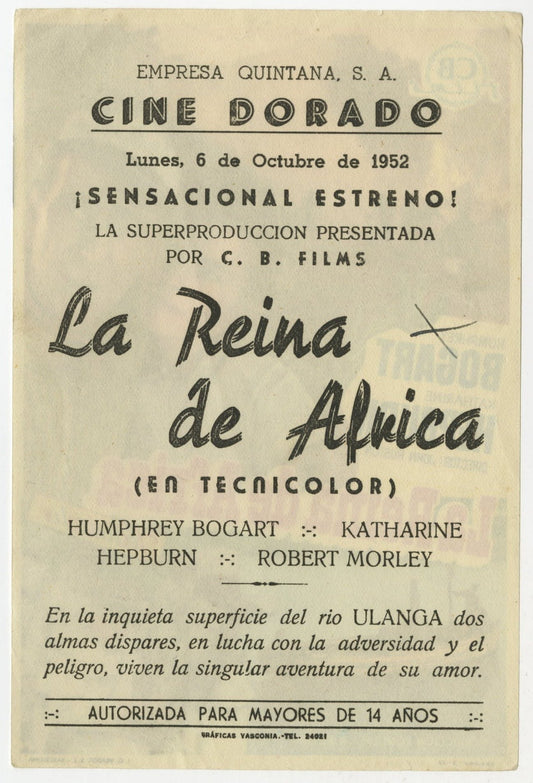 EMPRESA QUINTANA, S. A.
CINE DORADO
Lunes, 6 de Octubre de 1952
¡SENSACIONAL ESTRENO!
LA SUPERPRODUCCION PRESENTADA
POR C. B. FILMS
La Reina
de Africa
(EN TECNICOLOR)
HUMPHREY BOGART :-: KATHARINE
HEPBURN :-: ROBERT MORLEY
En la inquieta superficie del rio ULANGA dos
almas dispares, en lucha con la adversidad y el
peligro, viven la singular aventura de su amor.
:-: AUTORIZADA PARA MAYORES DE 14 AÑOS :-:
GRÁFICAS VASCONIA.-TEL. 24021